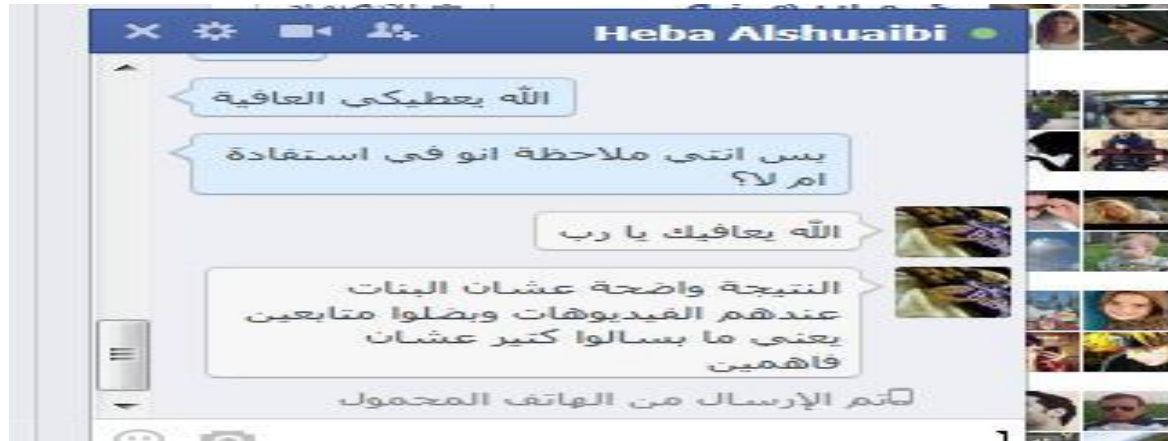 Heba Alshuaibi
الله يعطيكي العافية
بس انتي ملاحظة انو في استفادة
ام لا؟
الله يعافيك يا رب
النتيجة واضحة عشان البنات
عندهم الفيديوهات وبضلوا متابعين
يعني ما بسالوا كتير عشان
فاهمين
تم الإرسال من الهاتف المحمول